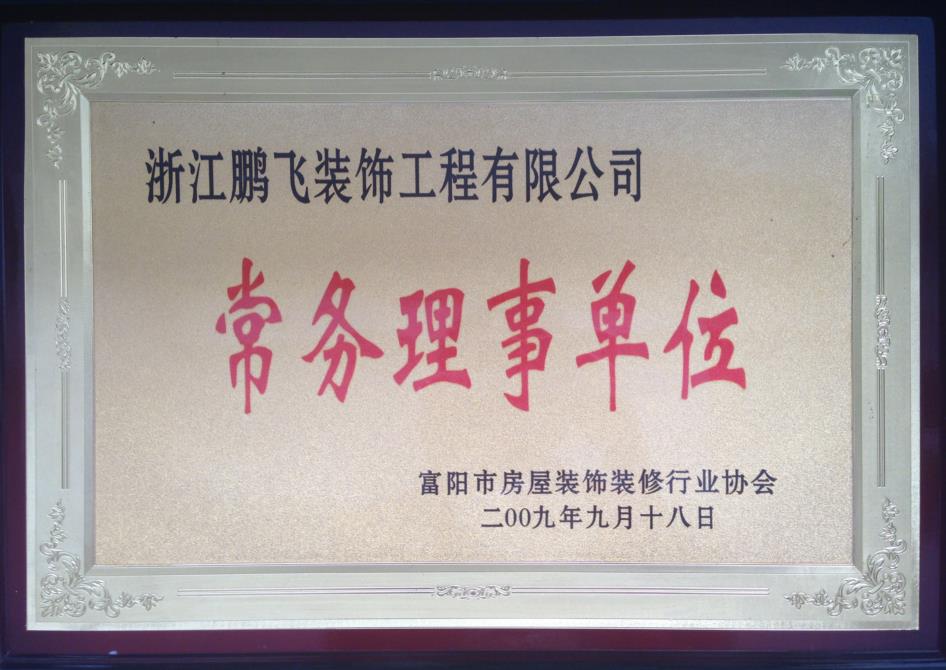 浙江鹏飞装饰工程有限公司
常务理事单位
富阳市房屋装饰装修行业协会
二00九年九月十八日